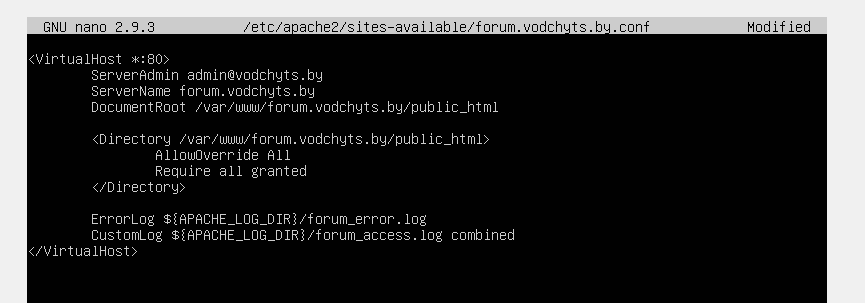 GNU nano 2.9.3 /etc/apache2/sites-available/forum.vodchyts.by.conf Modified
<VirtualHost *:80>
ServerAdmin admin@vodchyts.by
ServerName forum.vodchyts.by
DocumentRoot /var/www/forum.vodchyts.by/public_html
<Directory /var/www/forum.vodchyts.by/public_html>
AllowOverride All
Require all granted
</Directory>
ErrorLog ${APACHE_LOG_DIR}/forum_error.log
CustomLog ${APACHE_LOG_DIR}/forum_access.log combined
</VirtualHost>